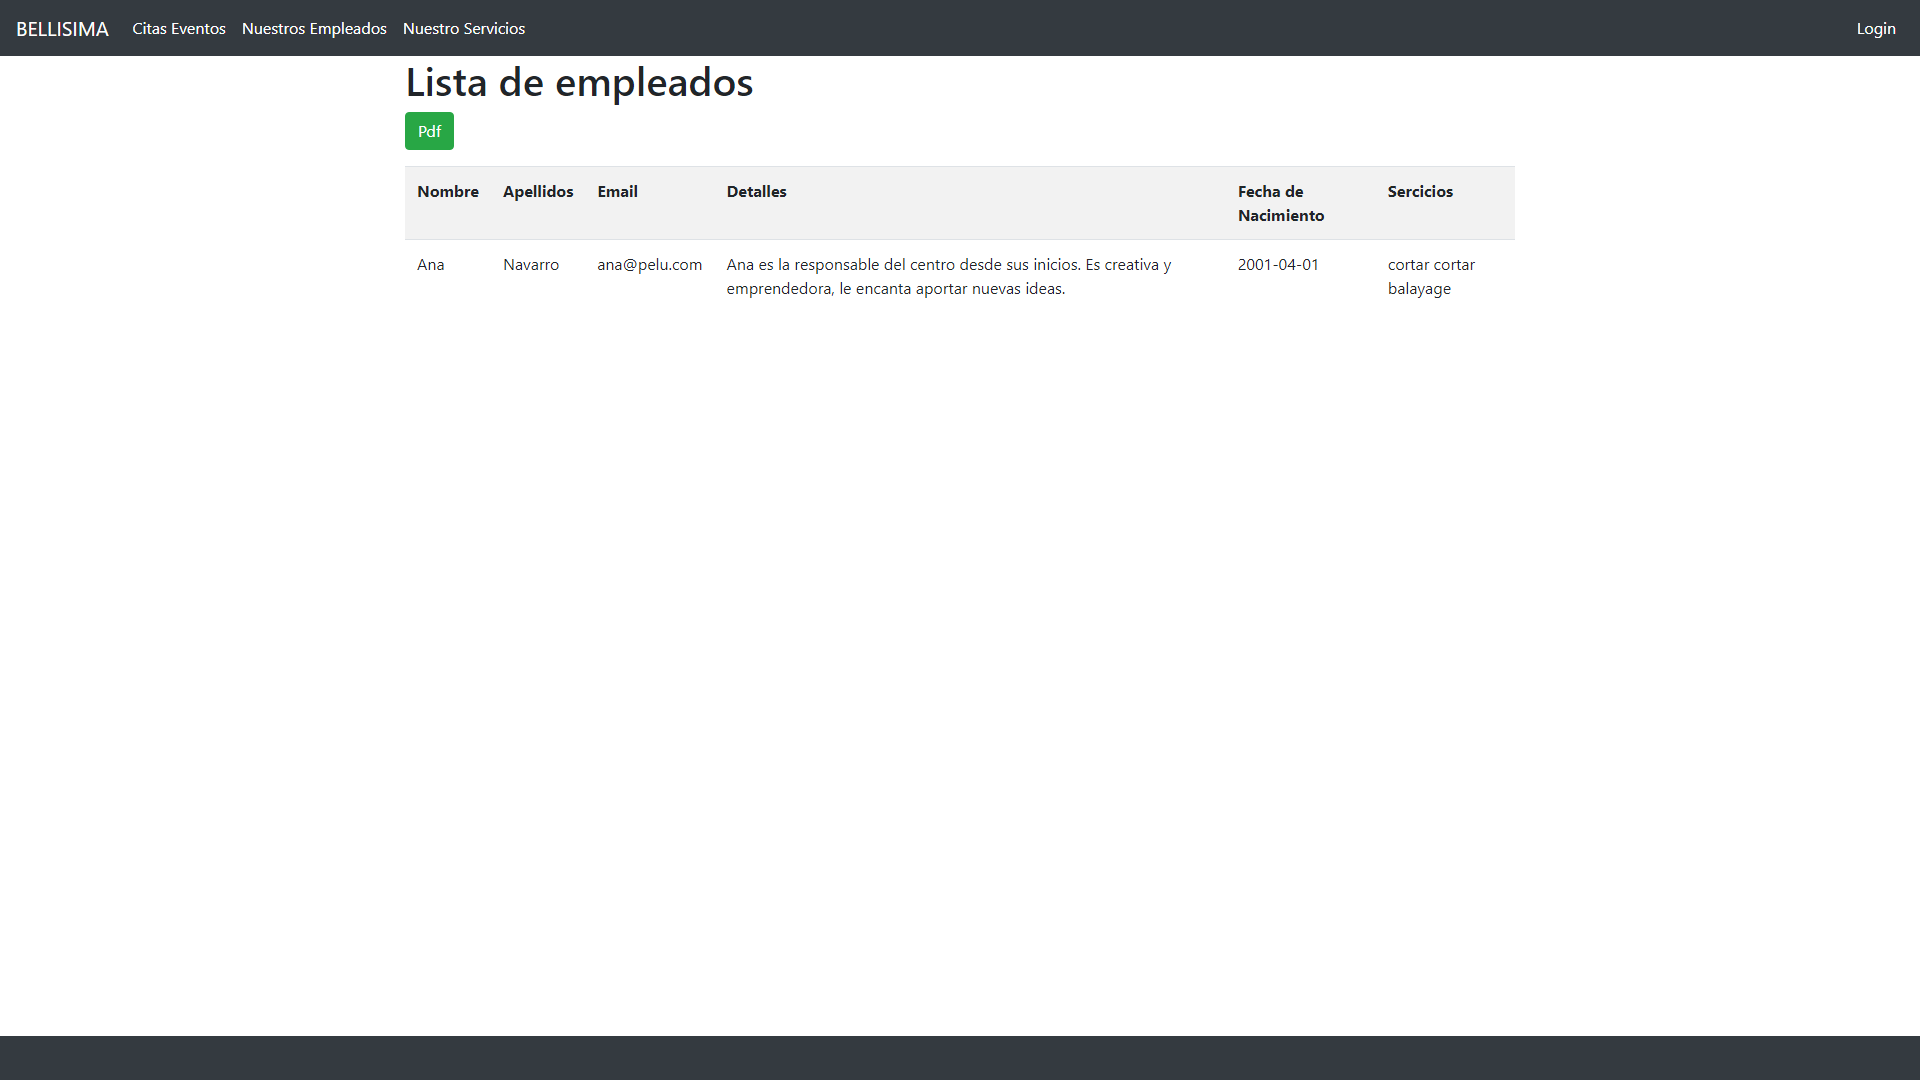 BELLISIMA Citas Eventos Nuestros Empleados Nuestro Servicios Login
Lista de empleados
Pdf
Nombre Apellidos Email Detalles Fecha de Nacimiento Sercicios
Ana Navarro ana@pelu.com Ana es la responsable del centro desde sus inicios. Es creativa y emprendedora, le encanta aportar nuevas ideas. 2001-04-01 cortar cortar balayage